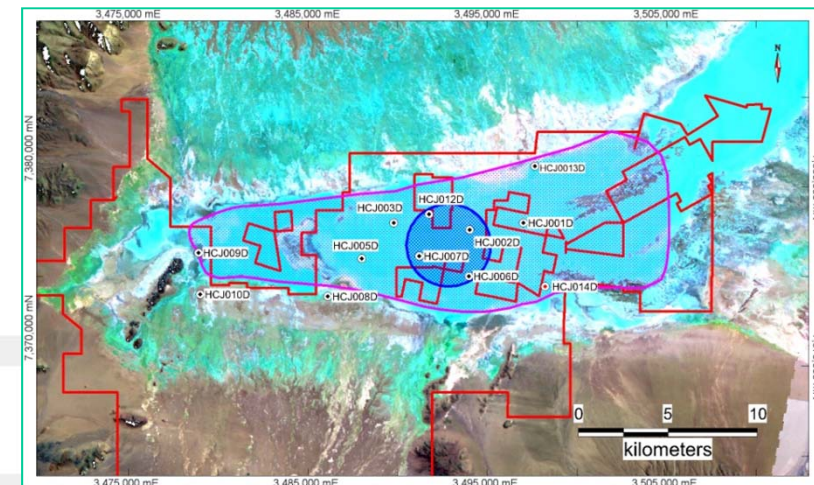 3,475,000 mE 3,485,000 mE 3,495,000 mE 3,505,000 mE
N
7,380,000 mN
HCJ0013D
HCJ012D
HCJ003D
HCJ001D
HCJ002D
HCJ005D
HCJ009D
HCJ007D
HCJ006D
HCJ014D
HCJ010D
HCJ008D
7,370,000 mN
0 5 10
kilometers
3,475,000 mE 3,485,000 mE 3,495,000 mE 3,505,000 mE